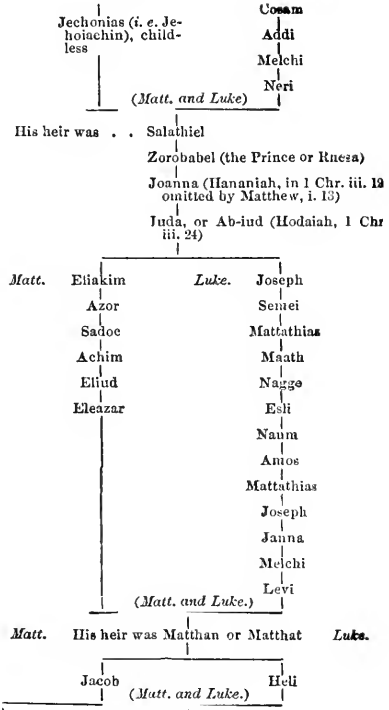 Jechonias (i. e. Je-
hoiachin), child-
less
Cosam
Addi
Melchi
Neri
(Matt. and Luke)
His heir was . . Salathiel
Zorobabel (the Prince or Rhesa)
Joanna (Hananiah, in 1 Chr. iii. 19
omitted by Matthew, i. 13)
Juda, or Ab-iud (Hodaiah, 1 Chr
iii. 24)
Matt. Eliakim
Azor
Sadoc
Achim
Eliud
Eleazar
Luke. Joseph
Semei
Mattathias
Maath
Nagge
Esli
Naum
Amos
Mattathias
Joseph
Janna
Melchi
Levi
(Matt. and Luke.)
Matt. His heir was Matthan or Matthat Luke.
Jacob Heli
(Matt. and Luke.)